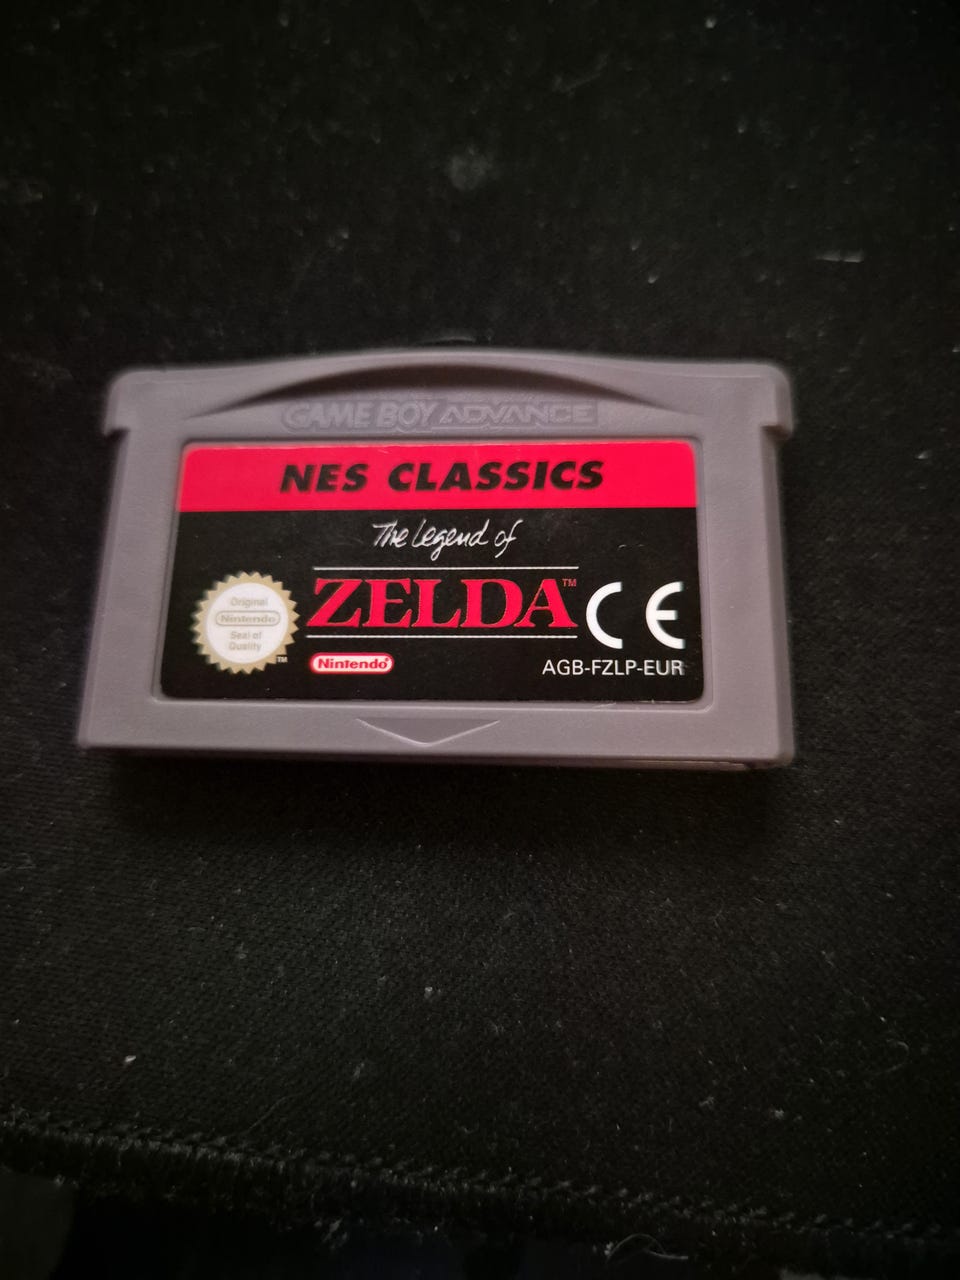 GAME BOY ADVANCE
NES CLASSICS
The Legend of
ZELDA™
Original
Nintendo
Seal of
Quality
™
CE
Nintendo®
AGB-FZLP-EUR